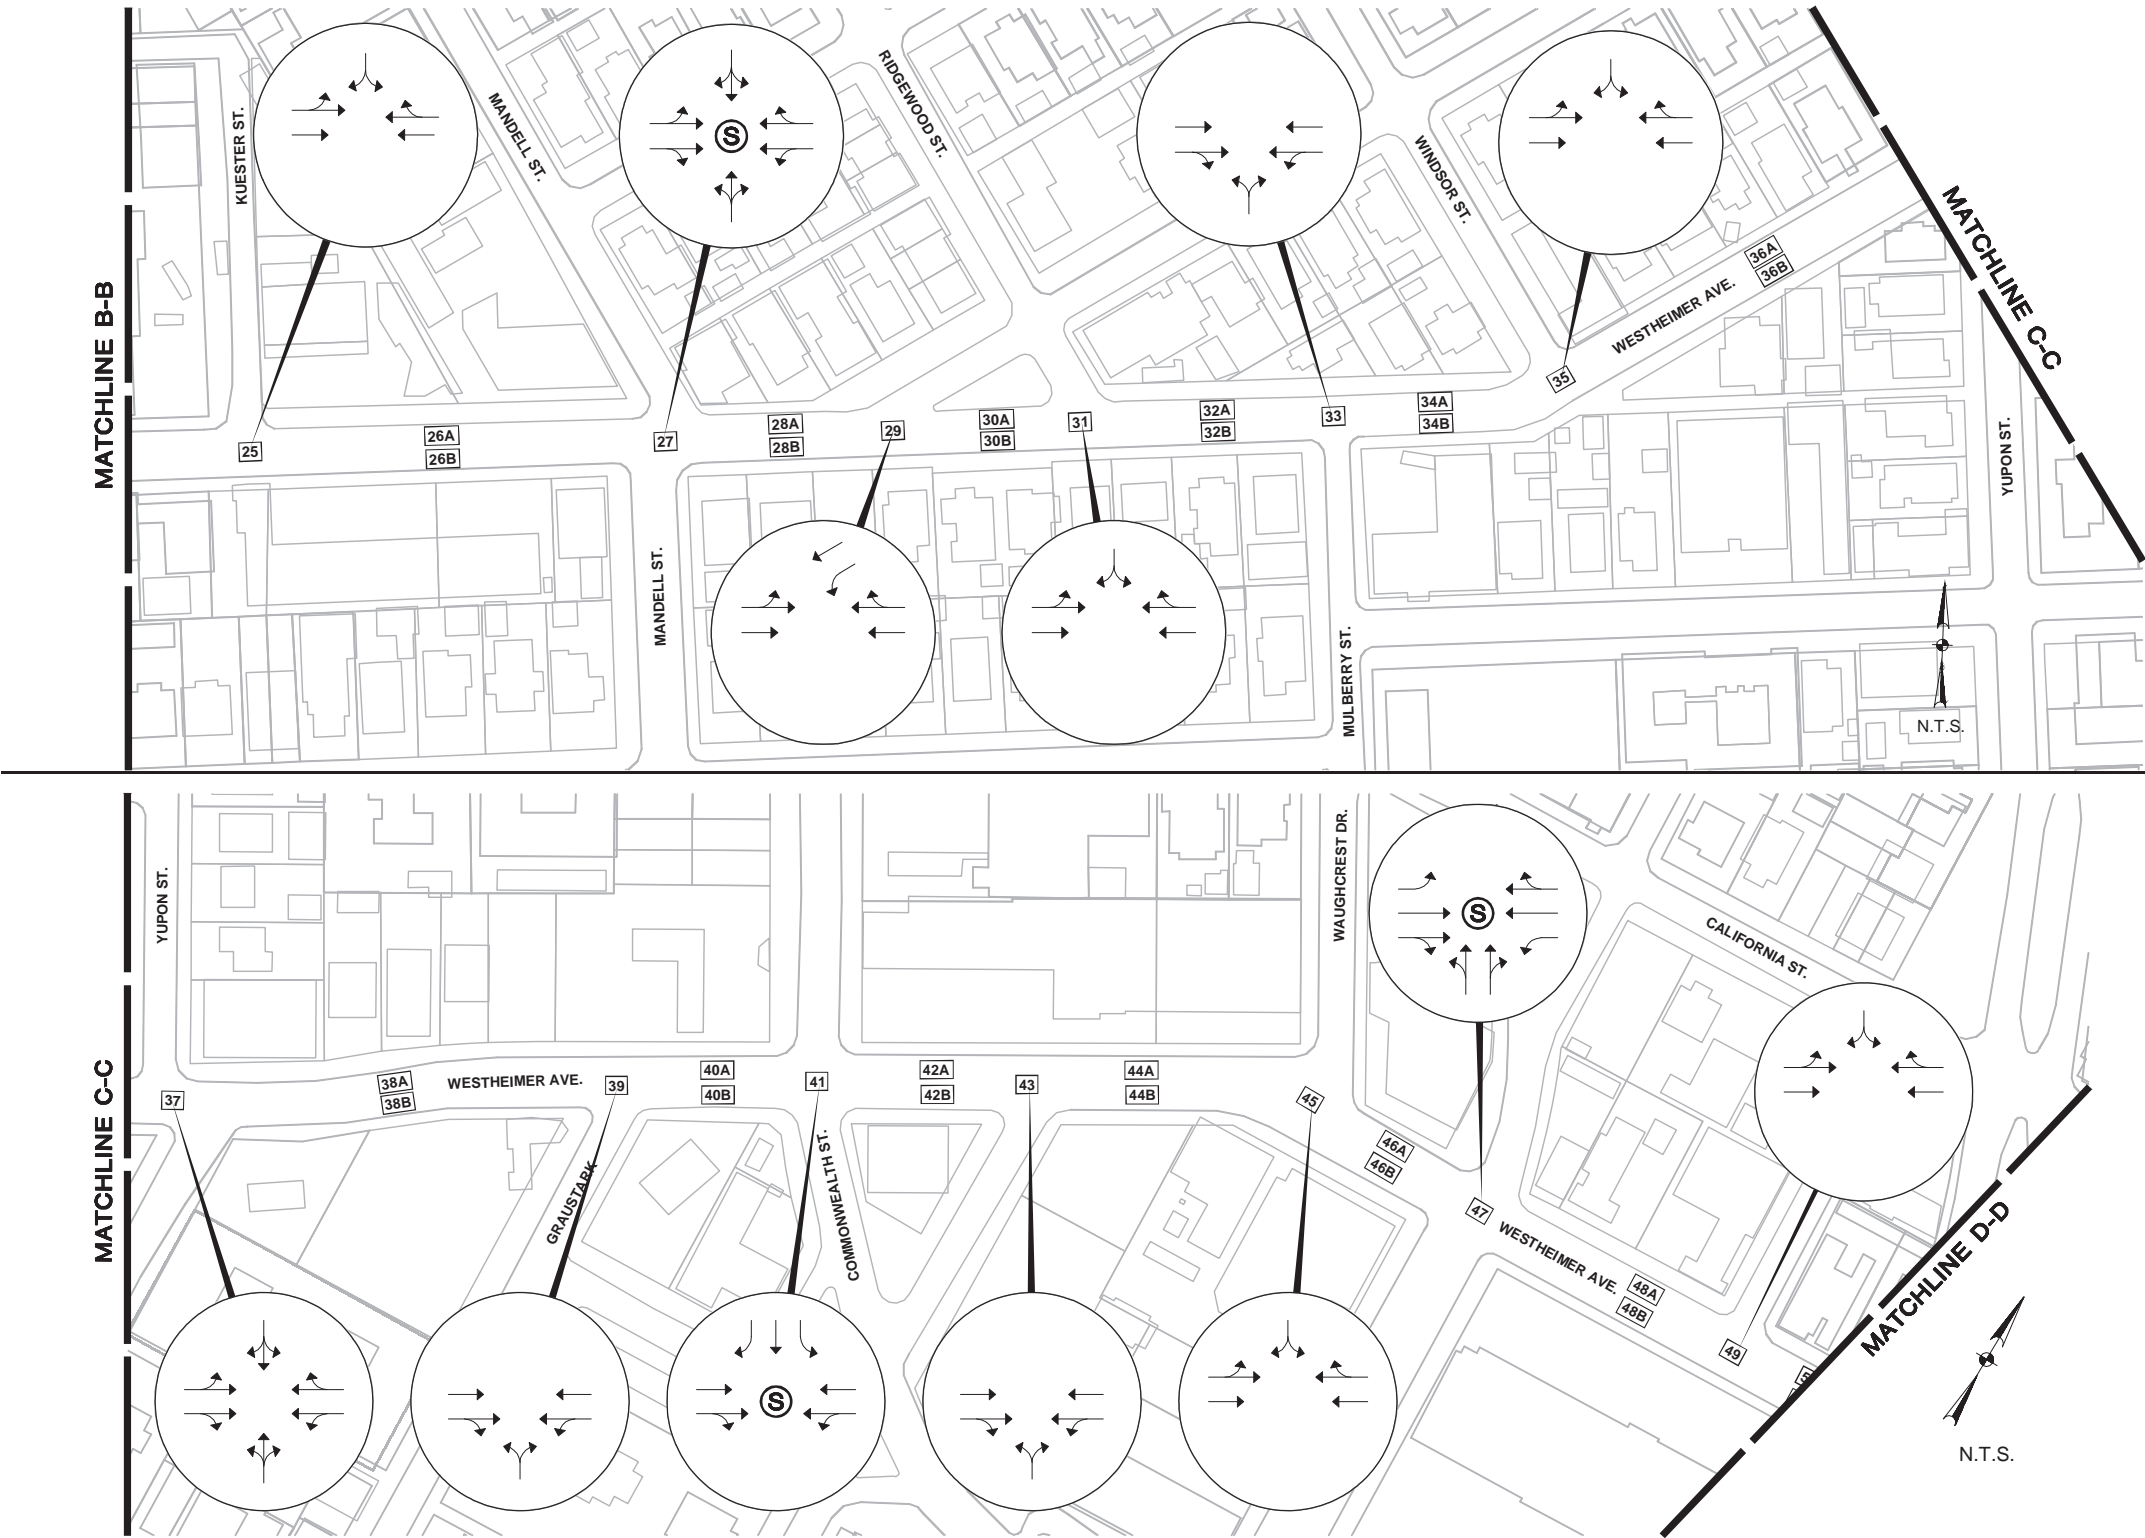 KUESTER ST.
MANDELL ST.
S
RIDGEWOOD ST.
WINDSOR ST.
36A
36B
WESTHEIMER AVE.
MATCHLINE C-C
MATCHLINE B-B
35
34A
34B
33
32A
32B
31
30A
30B
29
28A
28B
27
26A
26B
25
YUPON ST.
MANDELL ST.
MULBERRY ST.
N.T.S.
YUPON ST.
WAUGHCREST DR.
S
CALIFORNIA ST.
MATCHLINE C-C
37
38A
38B
WESTHEIMER AVE.
39
40A
40B
41
42A
42B
43
44A
44B
45
46A
46B
47
WESTHEIMER AVE.
48A
48B
49
GRAUSTARK
COMMONWEALTH ST.
S
MATCHLINE D-D
N.T.S.